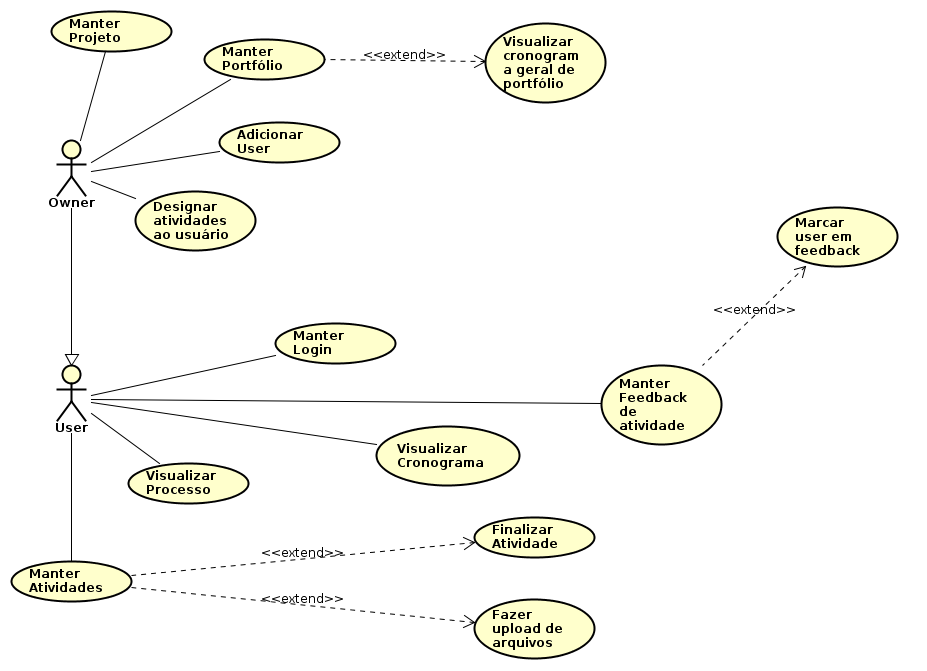 Manter
Projeto
Manter
Portfólio
<<extend>>
Visualizar
cronogram
a geral de
portfólio
Adicionar
User
Owner
Designar
atividades
ao usuário
Marcar
user em
feedback
<<extend>>
Manter
Login
User
Manter
Feedback
de
atividade
Visualizar
Cronograma
Visualizar
Processo
Finalizar
Atividade
<<extend>>
Manter
Atividades
<<extend>>
Fazer
upload de
arquivos